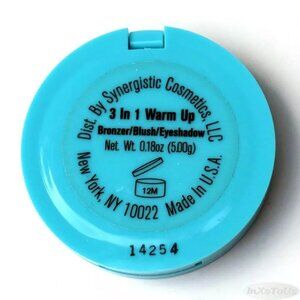 Dist. By Synergistic Cosmetics, LLC
3 In 1 Warm Up
Bronzer/Blush/Eyeshadow
Net. Wt. 0.18oz (5.00g)
12M
New York, NY 10022 Made In U.S.A.
14254